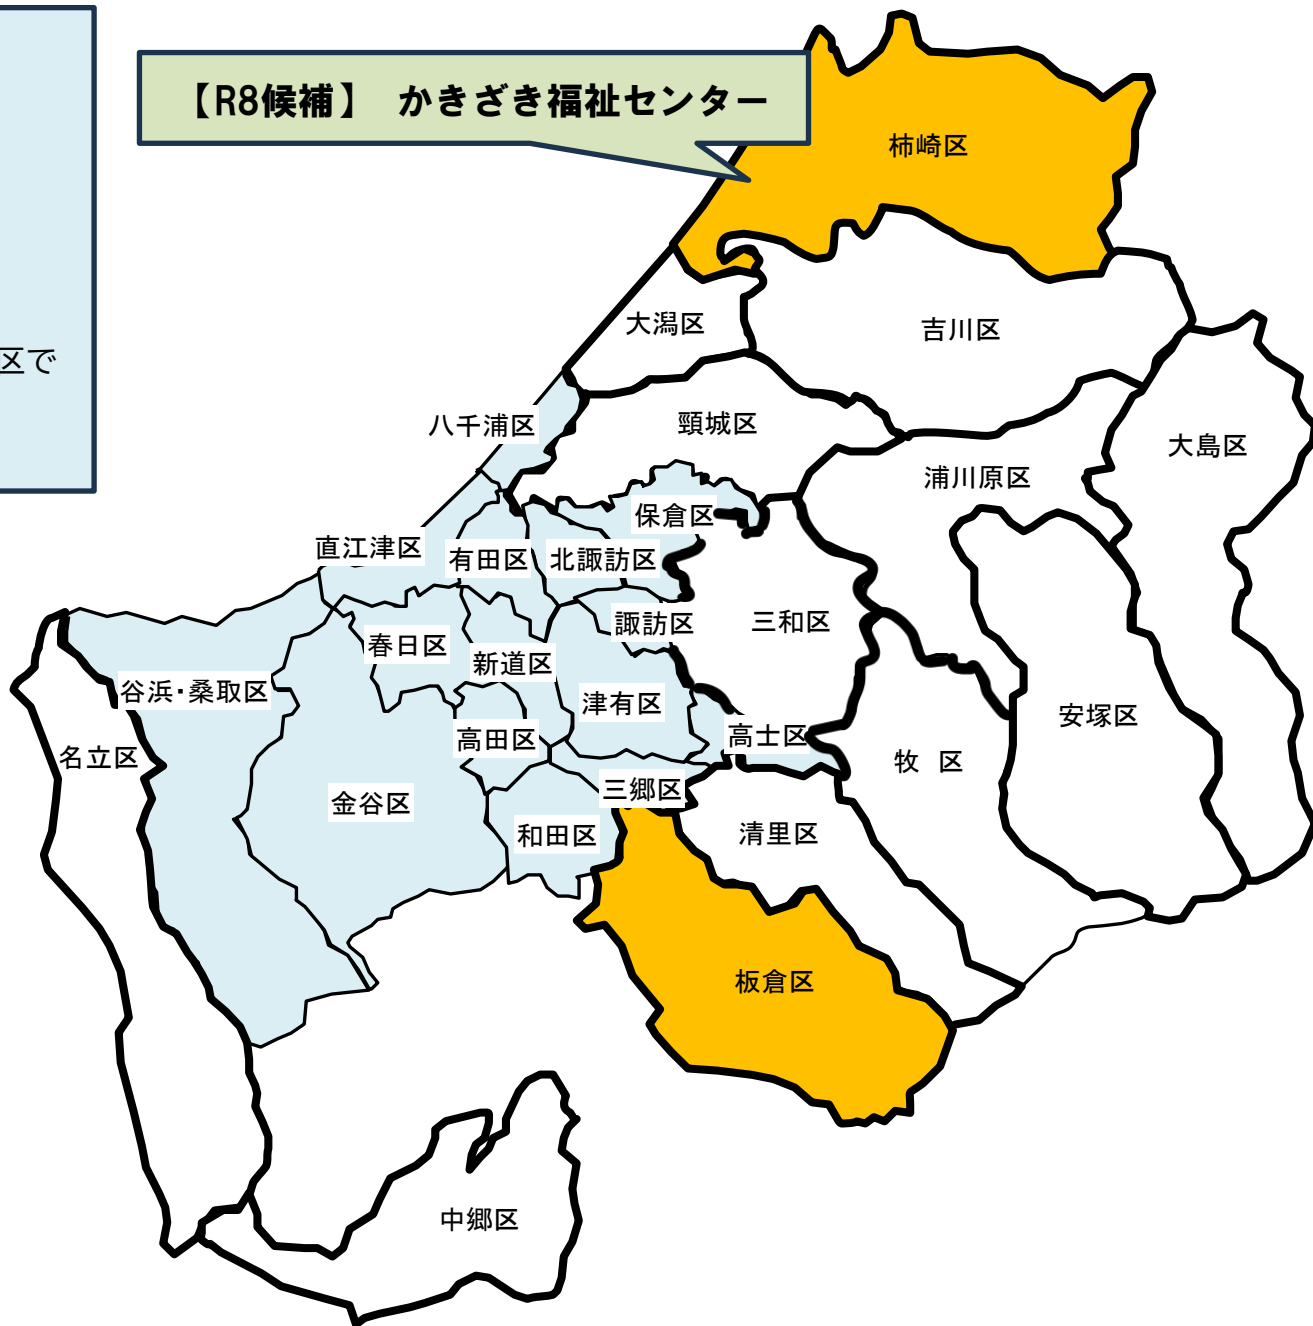 【R8候補】 かきざき福祉センター
柿崎区
大潟区
吉川区
区で
八千浦区
頸城区
大島区
浦川原区
保倉区
直江津区
有田区
北諏訪区
諏訪区
三和区
春日区
新道区
谷浜・桑取区
津有区
安塚区
高田区
高士区
名立区
牧 区
三郷区
金谷区
和田区
清里区
板倉区
中郷区